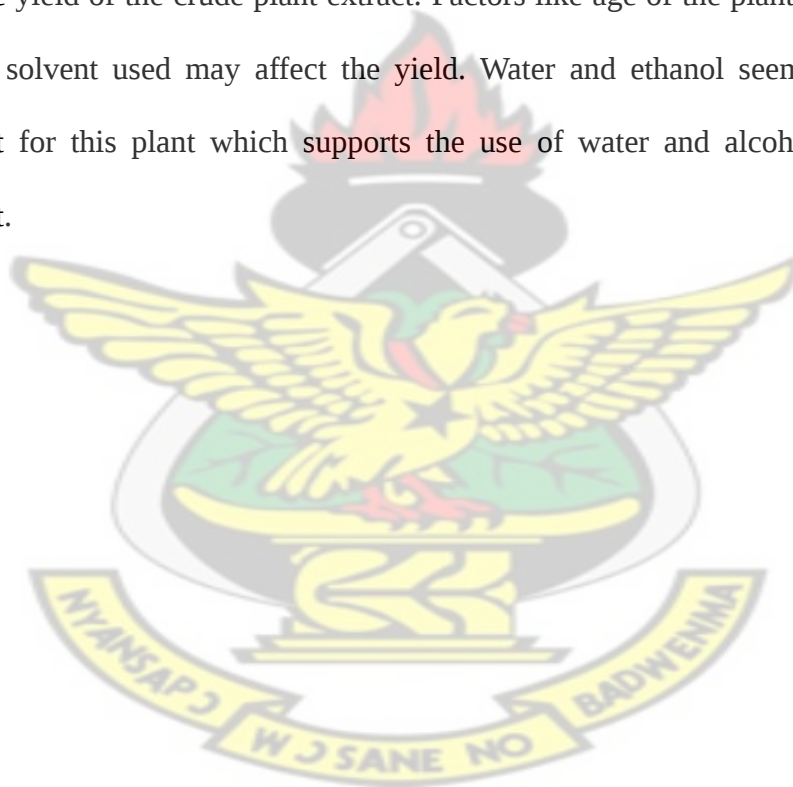 e yield of the crude plant extract. Factors like age of the plant
solvent used may affect the yield. Water and ethanol seem
t for this plant which supports the use of water and alcoh
t.
NYANSAPƆ WƆSANE NO BADWENMA